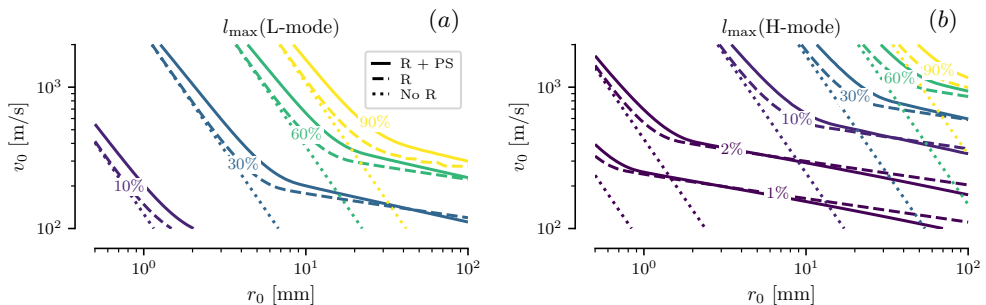 l_max(L-mode)
(a)
R + PS
R
No R
10%
30%
60%
90%
10^3
10^2
v_0 [m/s]
10^0
10^1
10^2
r_0 [mm]
l_max(H-mode)
(b)
1%
2%
10%
30%
60%
90%
10^3
10^2
v_0 [m/s]
10^0
10^1
10^2
r_0 [mm]